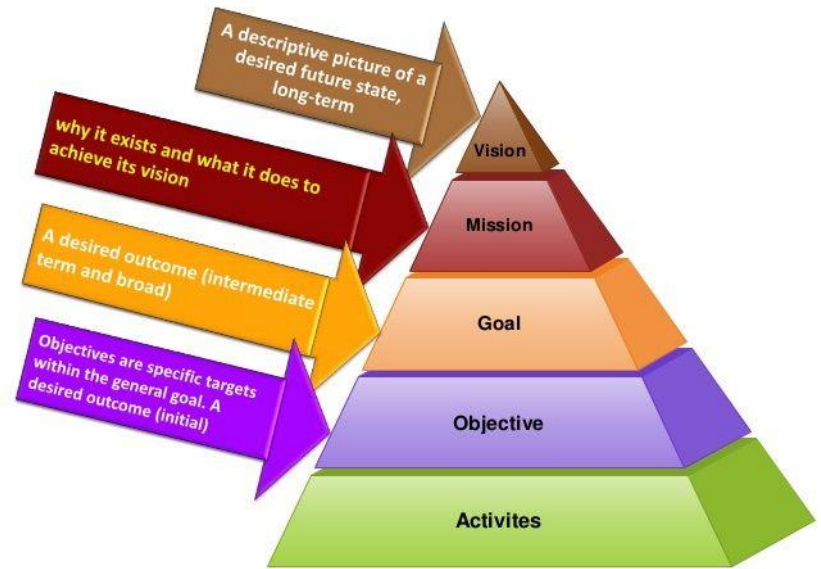 A descriptive picture of a
desired future state,
long-term
Vision
why it exists and what it does to
achieve its vision
Mission
A desired outcome (intermediate
term and broad)
Goal
Objectives are specific targets
within the general goal. A
desired outcome (initial)
Objective
Activites